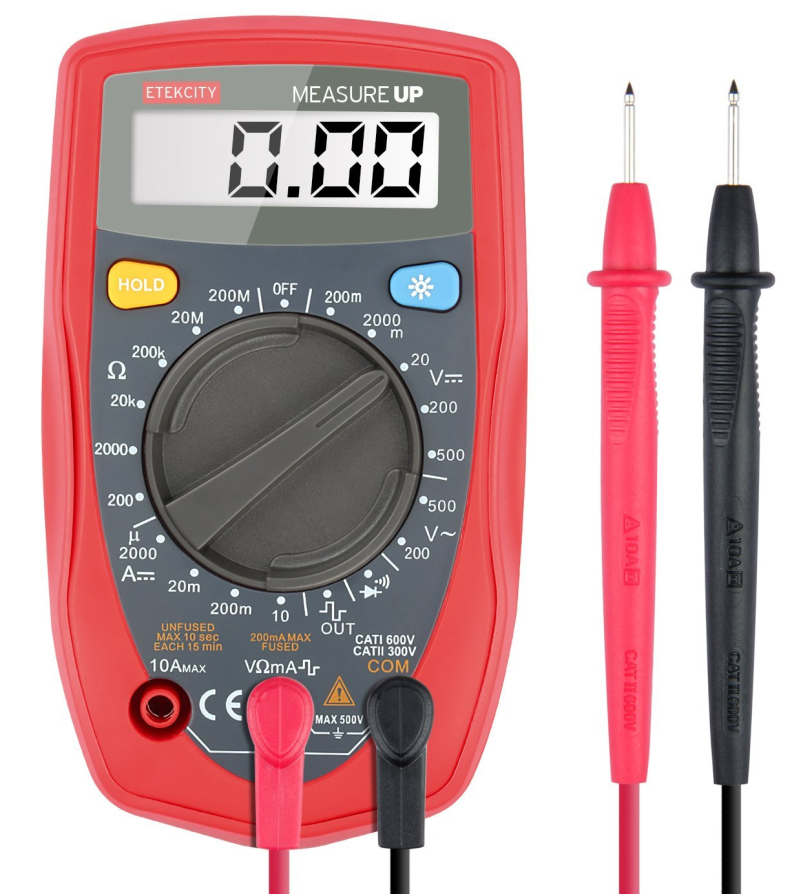 ETEKCITY MEASURE UP
0.00
HOLD
OFF
200m
2000
m
20
V⎓
200
500
500
V~
200
OUT
10
200m
20m
A⎓
2000
μ
200
2000
20k
Ω
200k
20M
200M
UNFUSED
MAX 10 sec
EACH 15 min
10AMAX
200mA MAX
FUSED
VΩmA
CATI 600V
CATII 300V
COM
CE
MAX 500V
10A
CAT II 600V
10A
CAT II 600V